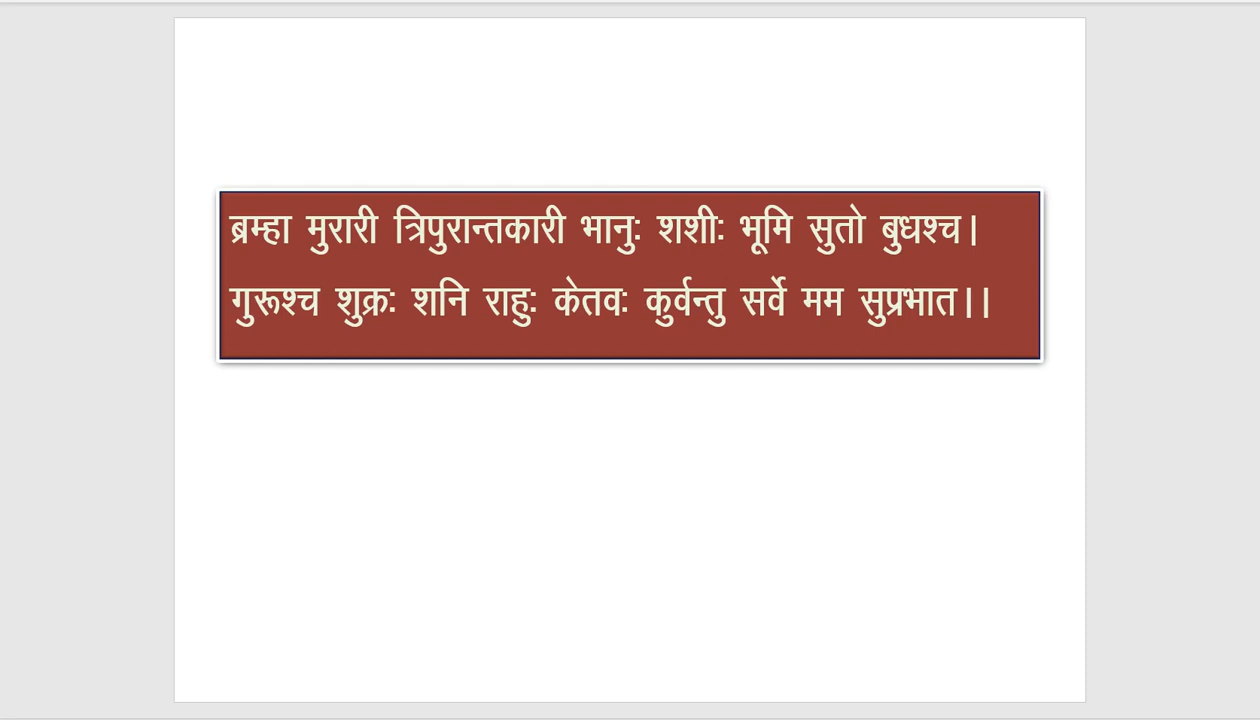 ब्रम्हा मुरारी त्रिपुरान्तकारी भानुः शशीः भूमि सुतो बुधश्च।
गुरूश्च शुक्रः शनि राहुः केतवः कुर्वन्तु सर्वे मम सुप्रभात।।